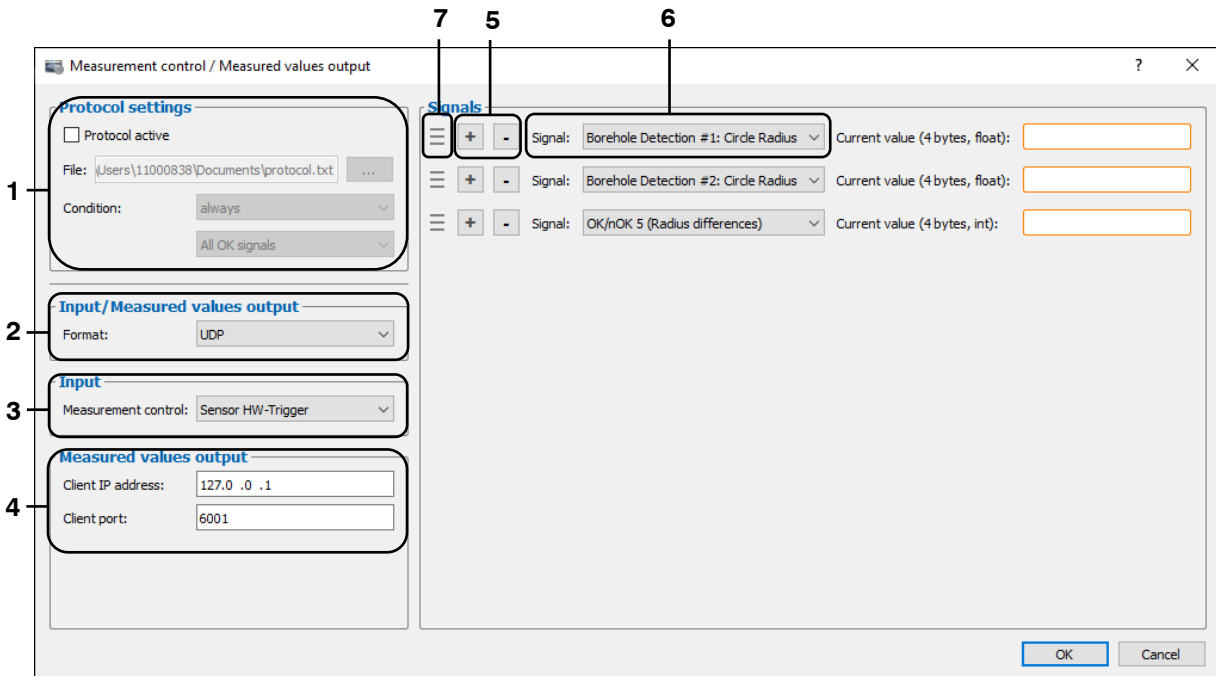 7 5 6
Measurement control / Measured values output ?
Protocol settings
Protocol active
File: \Users\11000838\Documents\protocol.txt ...
1
Condition: always
All OK signals
Input/Measured values output
2
Format: UDP
Input
3
Measurement control: Sensor HW-Trigger
Measured values output
Client IP address: 127.0 .0 .1
4
Client port: 6001
Signals
+ - Signal: Borehole Detection #1: Circle Radius Current value (4 bytes, float):
+ - Signal: Borehole Detection #2: Circle Radius Current value (4 bytes, float):
+ - Signal: OK/nOK 5 (Radius differences) Current value (4 bytes, int):
OK Cancel